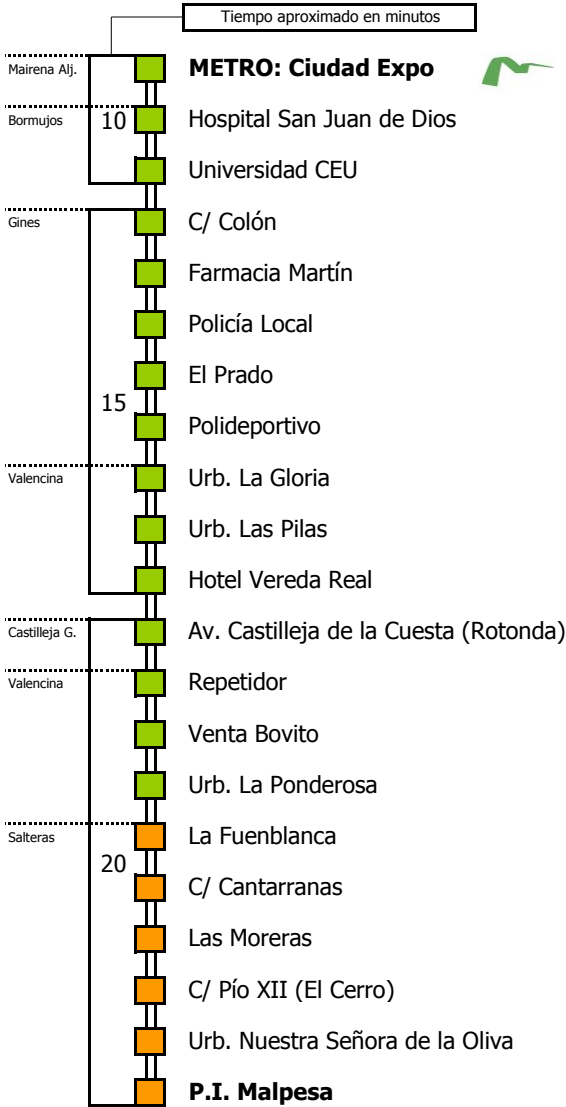 Tiempo aproximado en minutos
Mairena Alj.
METRO: Ciudad Expo
Bormujos
10
Hospital San Juan de Dios
Universidad CEU
Gines
C/ Colón
Farmacia Martín
Policía Local
El Prado
15
Polideportivo
Valencina
Urb. La Gloria
Urb. Las Pilas
Hotel Vereda Real
Castilleja G.
Av. Castilleja de la Cuesta (Rotonda)
Valencina
Repetidor
Venta Bovito
Urb. La Ponderosa
Salteras
La Fuenblanca
20
C/ Cantarranas
Las Moreras
C/ Pío XII (El Cerro)
Urb. Nuestra Señora de la Oliva
P.I. Malpesa